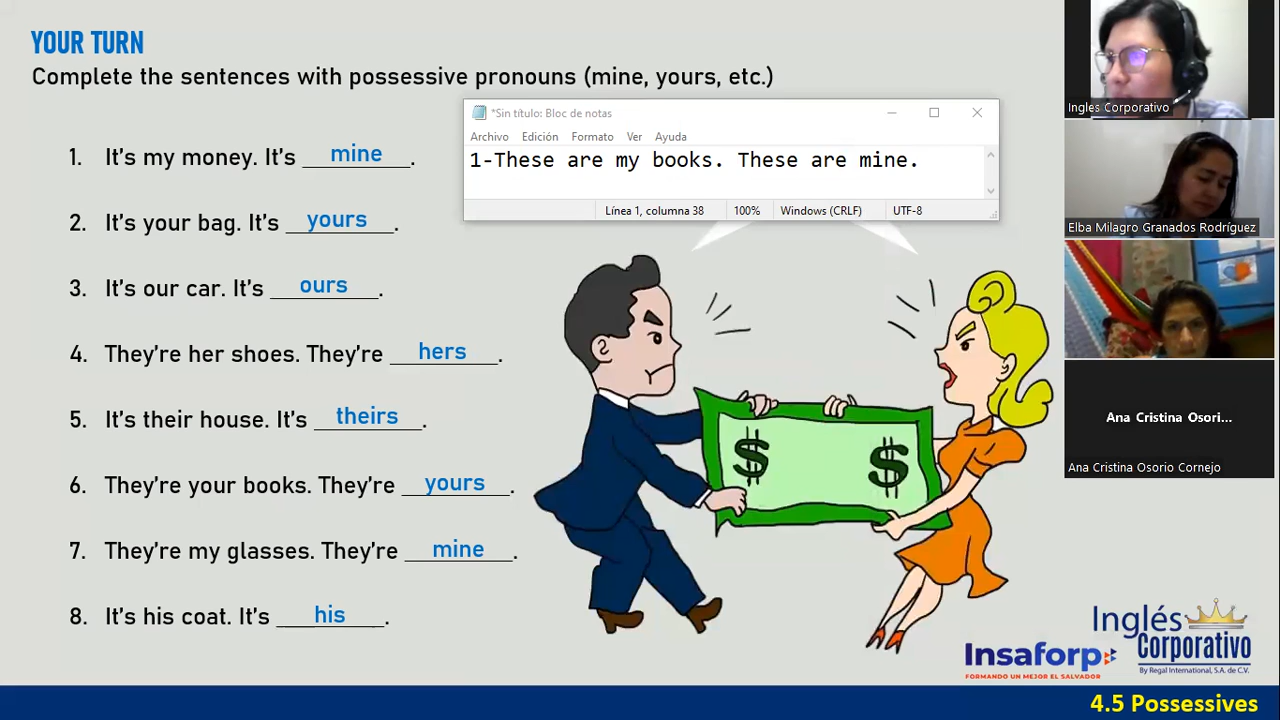 YOUR TURN
Complete the sentences with possessive pronouns (mine, yours, etc.)
1. It's my money. It's mine.
2. It's your bag. It's yours.
3. It's our car. It's ours.
4. They're her shoes. They're hers.
5. It's their house. It's theirs.
6. They're your books. They're yours.
7. They're my glasses. They're mine.
8. It's his coat. It's his.
*Sin título: Bloc de notas
Archivo Edición Formato Ver Ayuda
1-These are my books. These are mine.
Línea 1, columna 38 100% Windows (CRLF) UTF-8
$ $
Ingles Corporativo
Elba Milagro Granados Rodríguez
Ana Cristina Osori...
Ana Cristina Osorio Cornejo
Insaforp
FORMANDO UN MEJOR EL SALVADOR
Inglés
Corporativo
By Regal International, S.A. de C.V.
4.5 Possessives